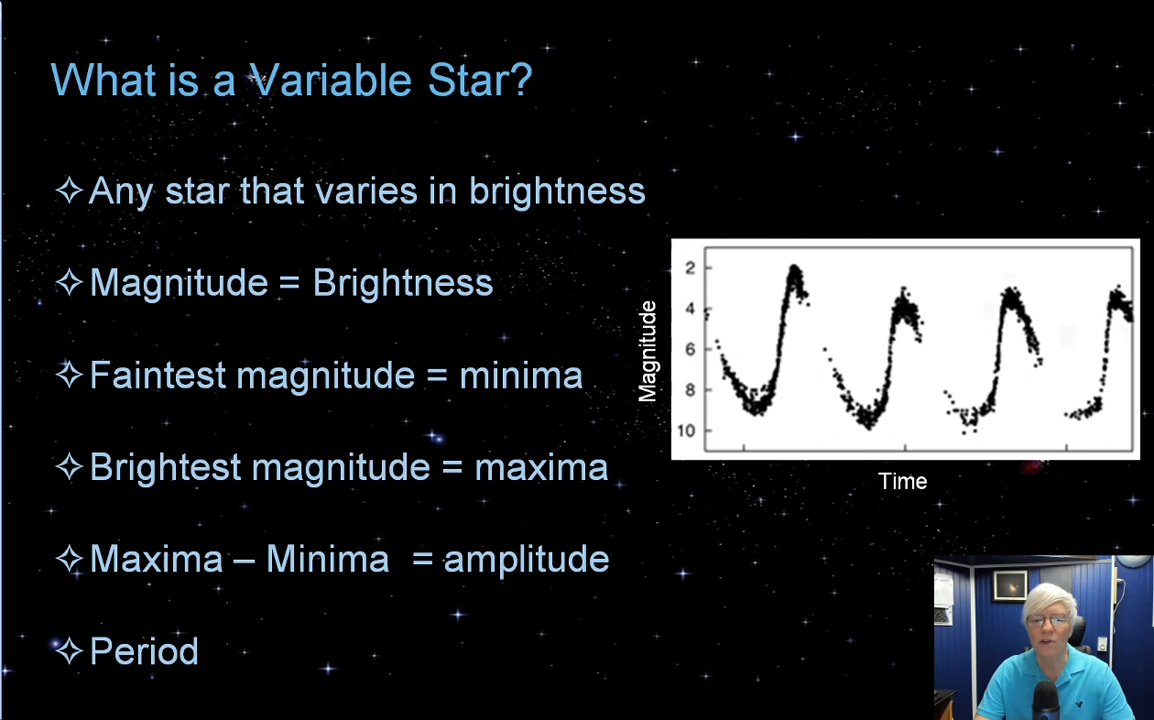 What is a Variable Star?
✧Any star that varies in brightness
✧Magnitude = Brightness
✧Faintest magnitude = minima
✧Brightest magnitude = maxima
✧Maxima – Minima = amplitude
✧Period
Magnitude
2
4
6
8
10
Time